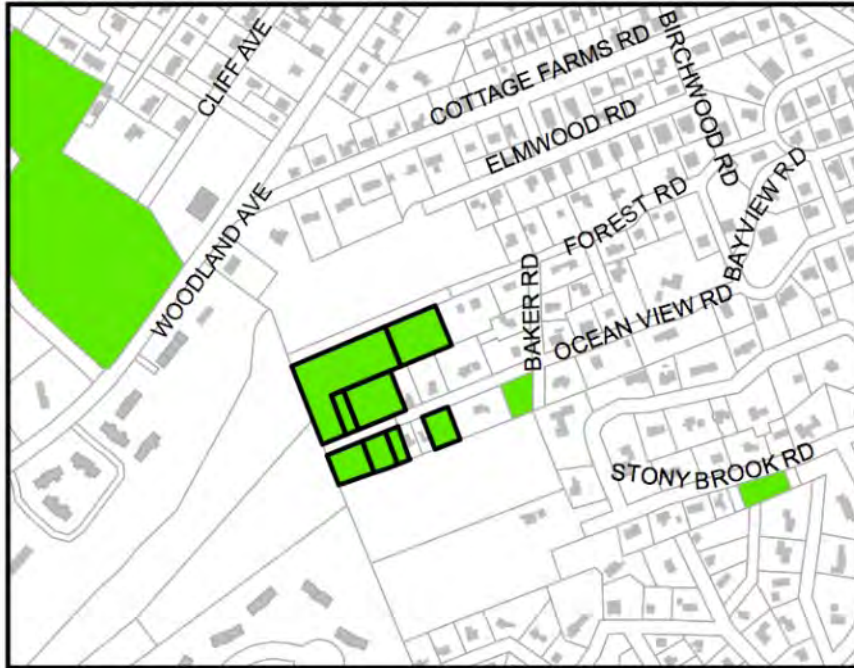 CLIFF AVE
COTTAGE FARMS RD
BIRCHWOOD RD
ELMWOOD RD
WOODLAND AVE
FOREST RD
BAYVIEW RD
BAKER RD
OCEAN VIEW RD
STONY BROOK RD